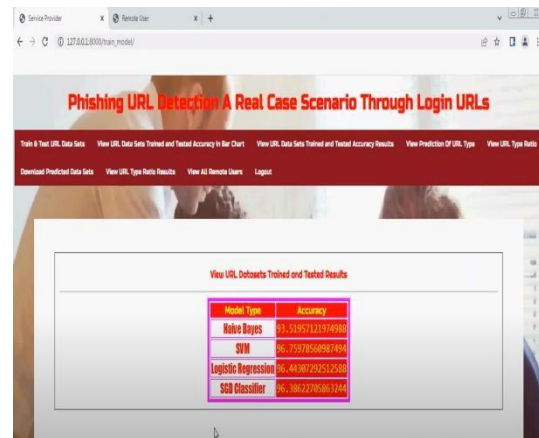 Service Provider
Remote User
127.0.0.1:8000/train_model/
Phishing URL Detection A Real Case Scenario Through Login URLs
Train & Test URL Data Sets View URL Data Sets Trained and Tested Accuracy in Bar Chart View URL Data Sets Trained and Tested Accuracy Results View Prediction Of URL Type View URL Type Ratio
Download Predicted Data Sets View URL Type Ratio Results View All Remote Users Logout
View URL Datasets Trained and Tested Results
Model Type Accuracy
Naive Bayes 93.51957121974988
SVM 96.75978560987494
Logistic Regression 96.44307292512588
SGD Classifier 96.38622705863244